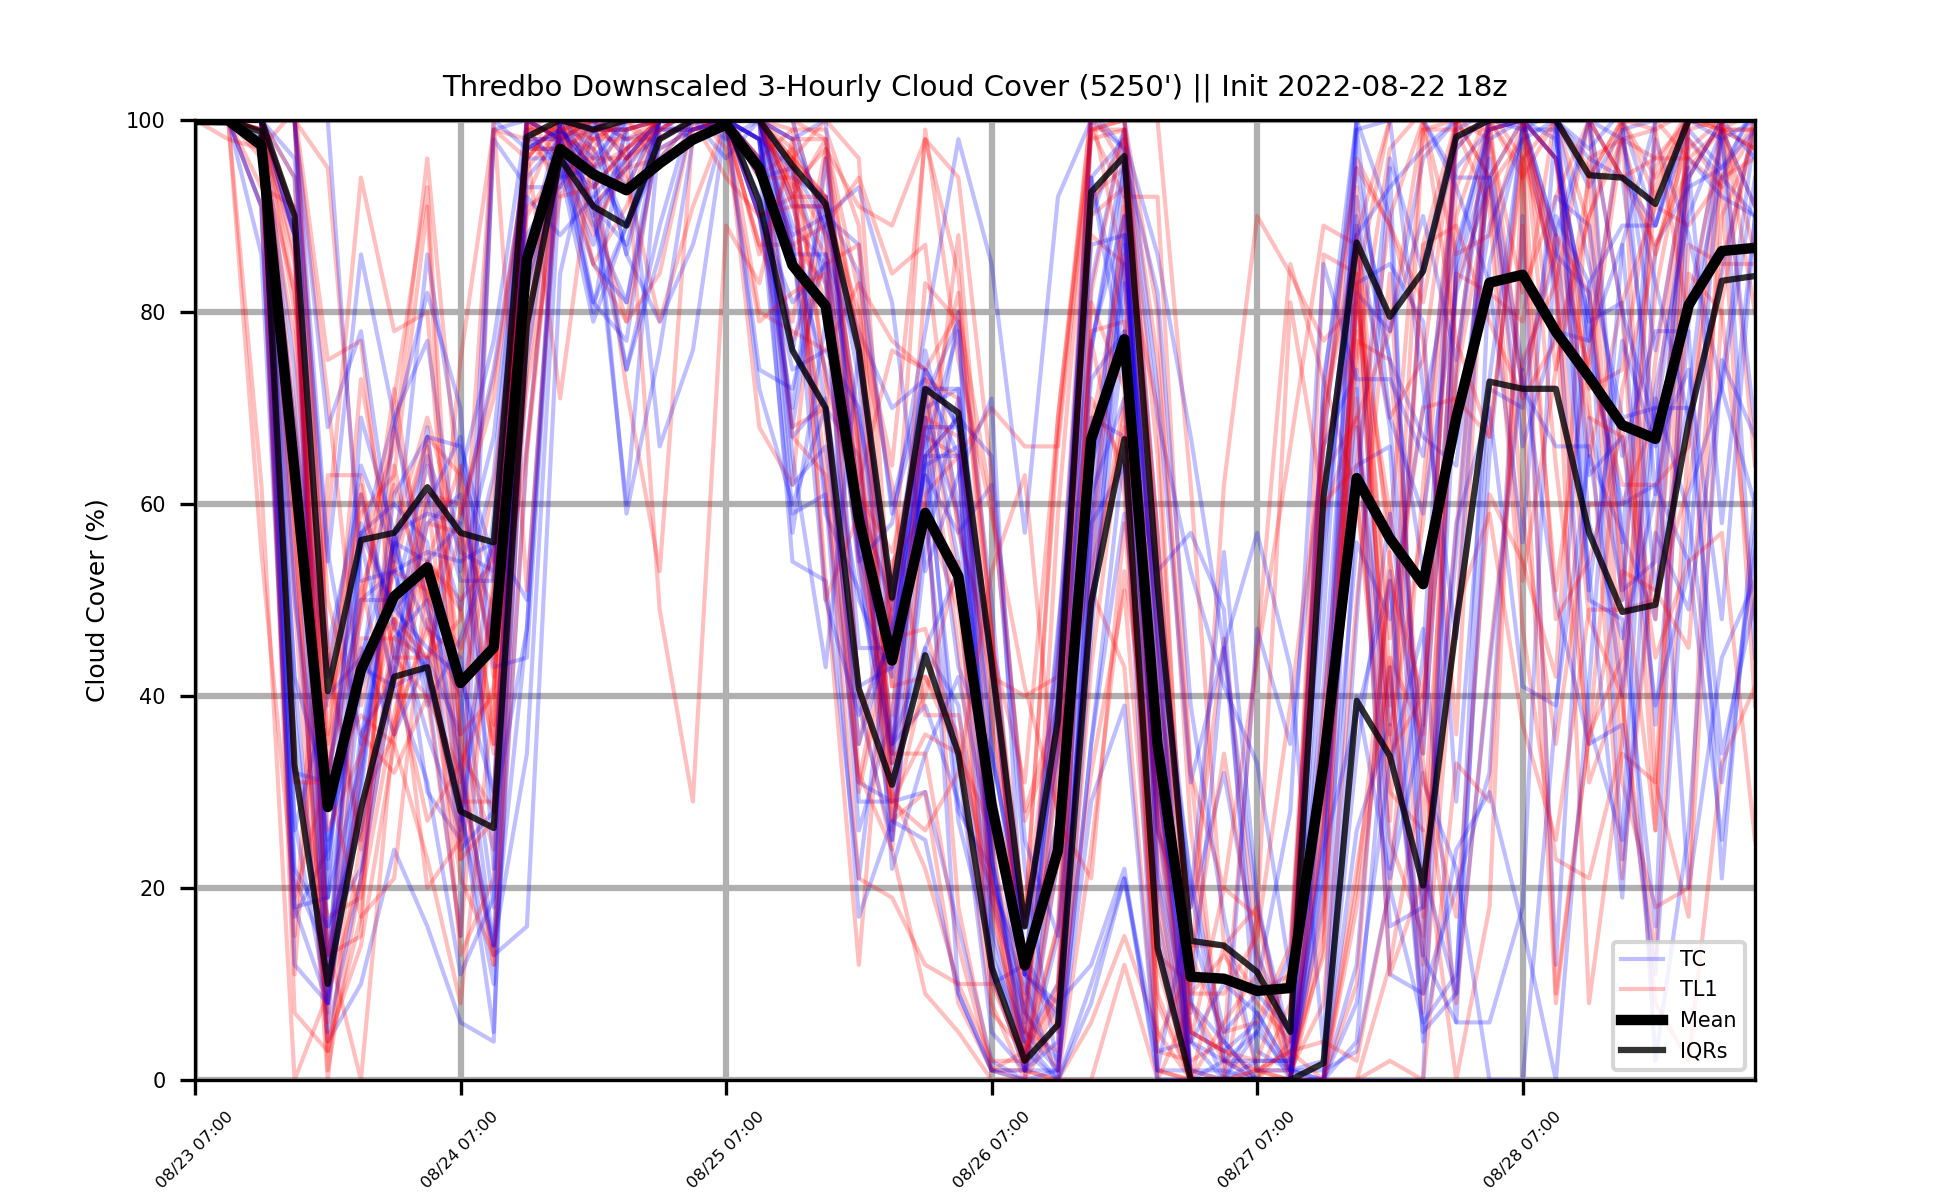 Thredbo Downscaled 3-Hourly Cloud Cover (5250') || Init 2022-08-22 18z
Cloud Cover (%)
100
80
60
40
20
0
TC
TL1
Mean
IQRs
08/23 07:00
08/24 07:00
08/25 07:00
08/26 07:00
08/27 07:00
08/28 07:00